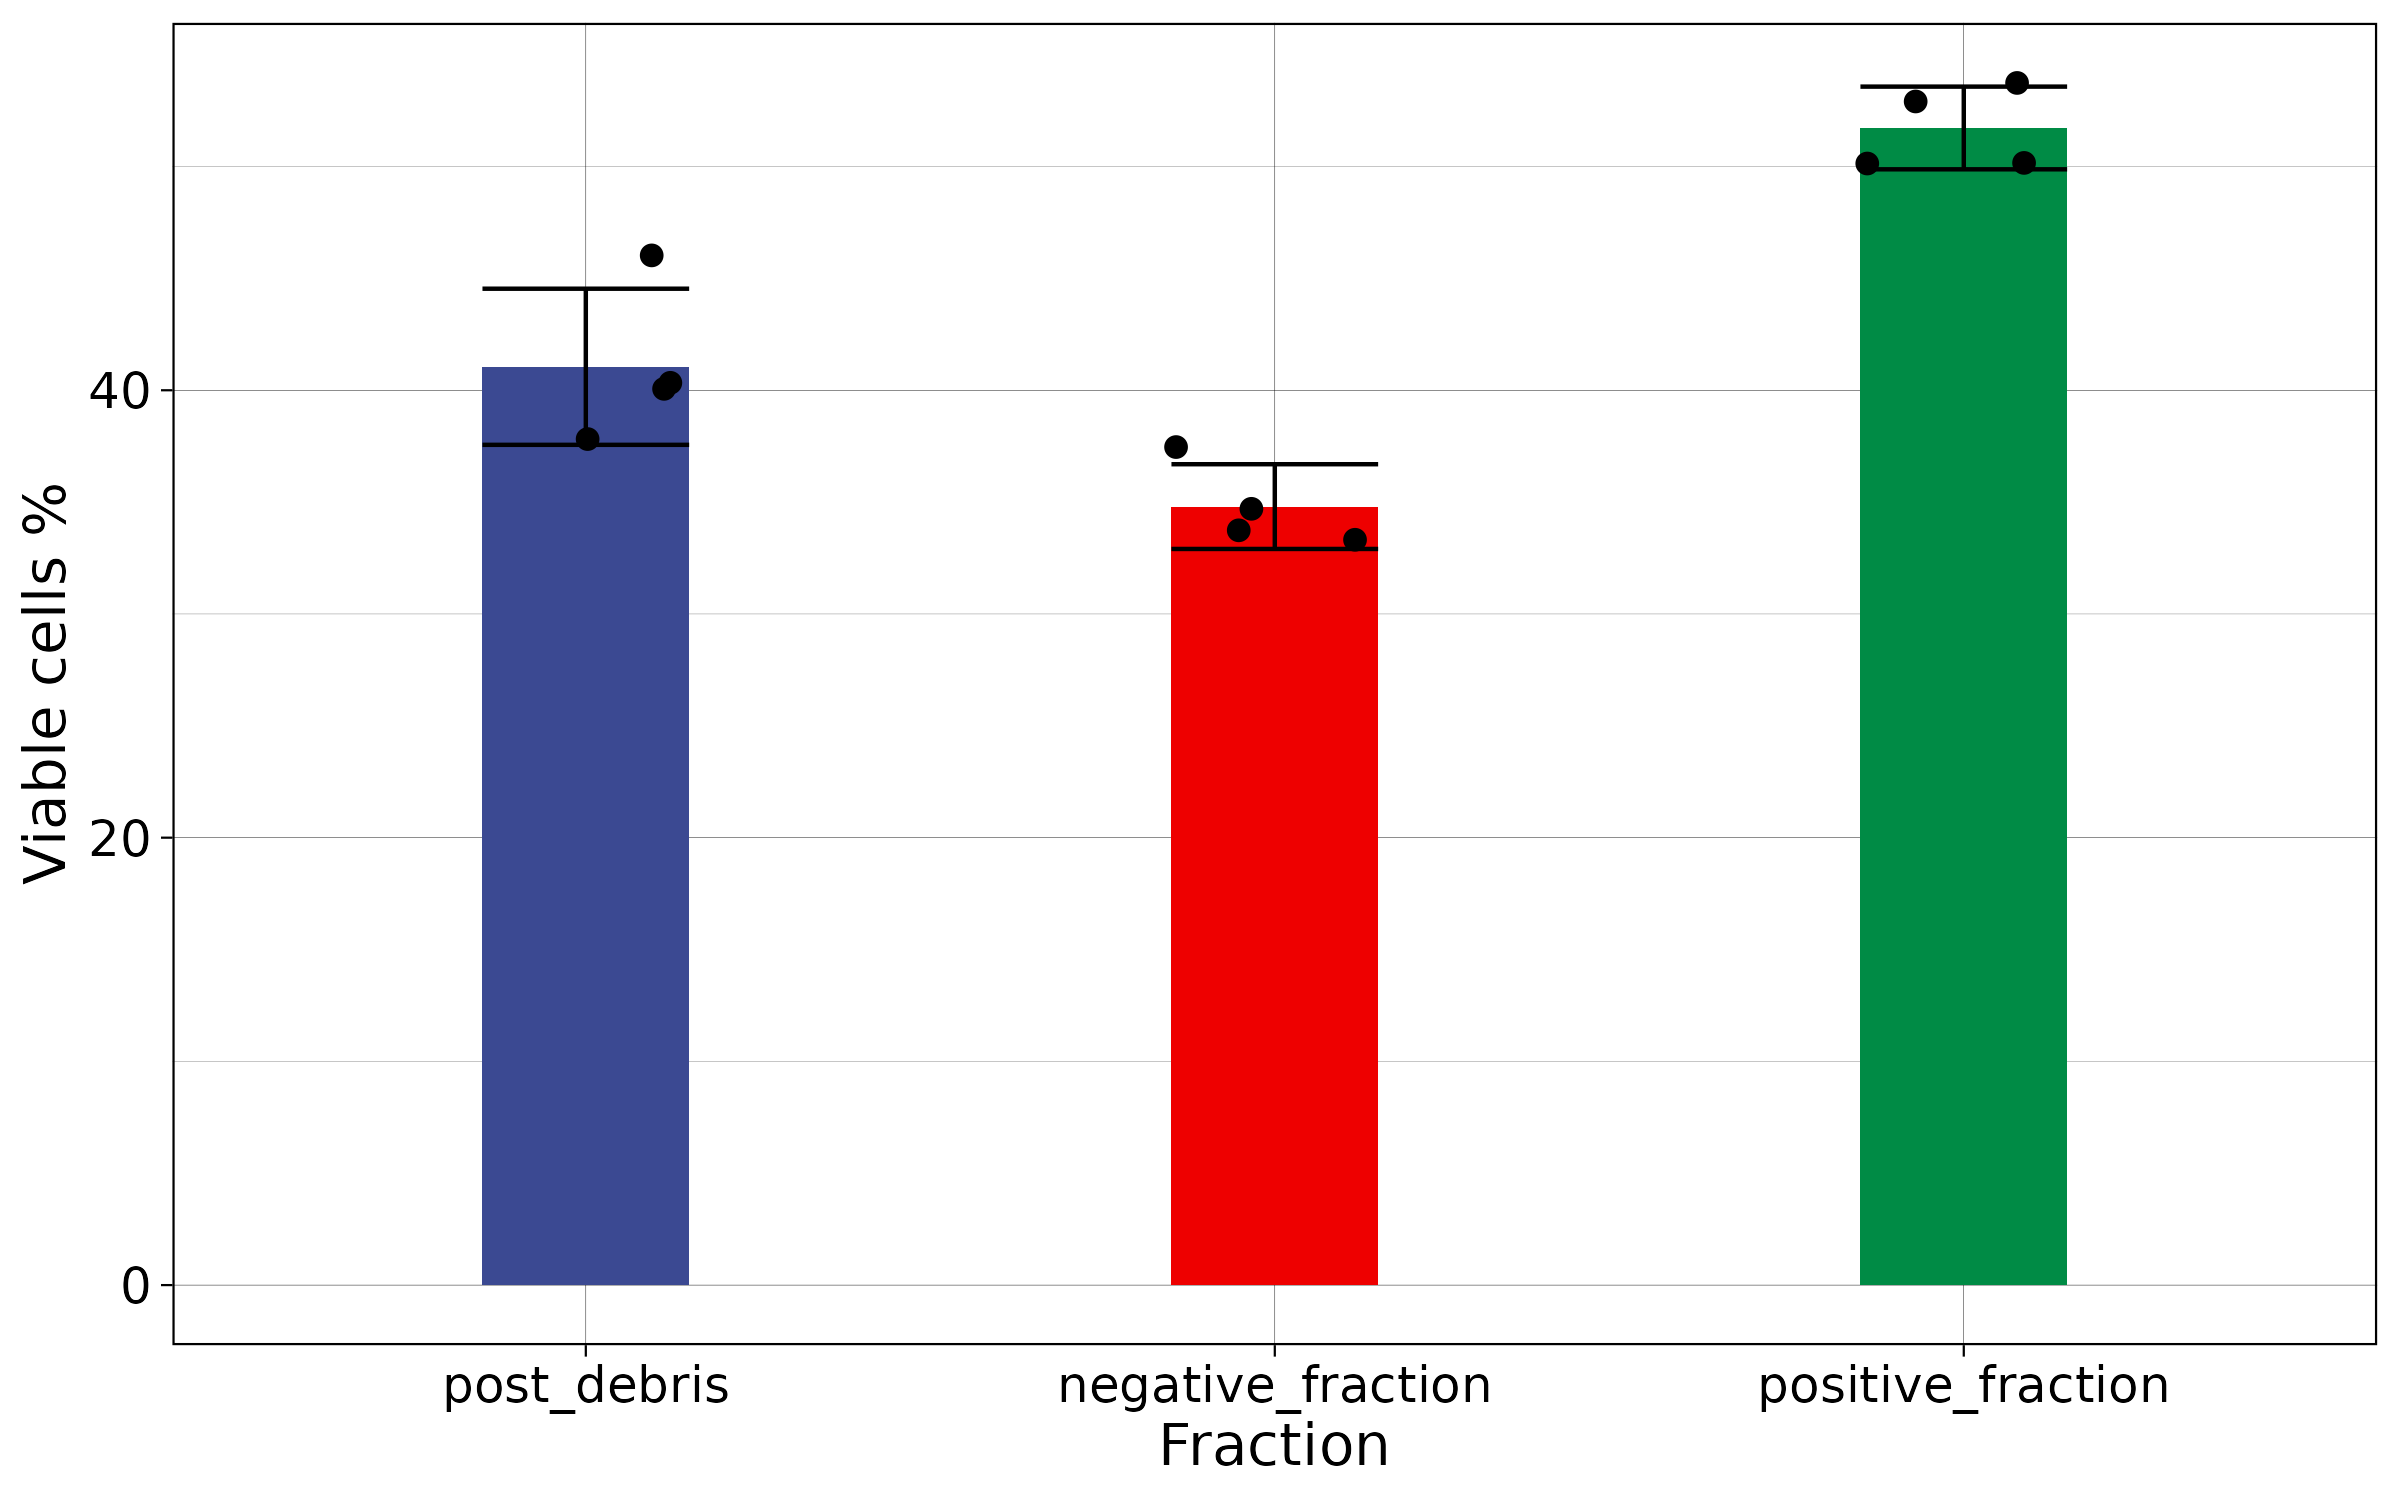 Viable cells %
40
20
0
post_debris
negative_fraction
positive_fraction
Fraction